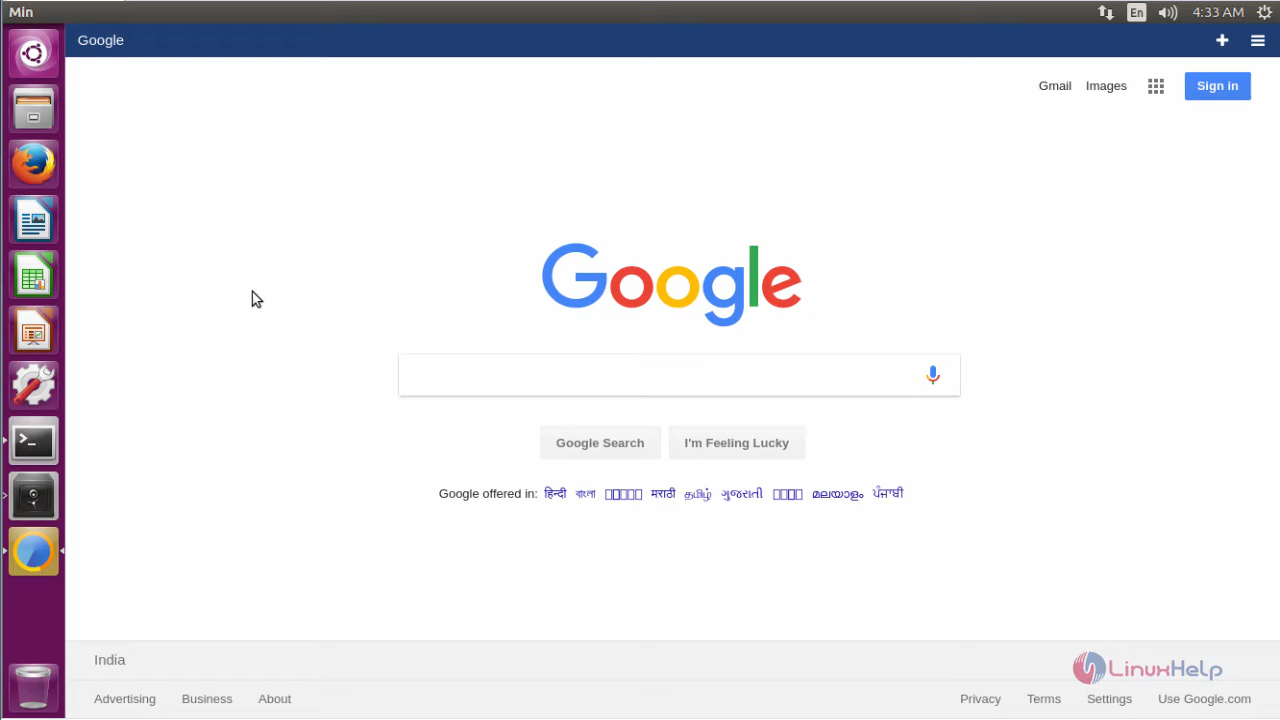 Min
En
4:33 AM
Google
Gmail Images Sign in
Google
Google Search I'm Feeling Lucky
Google offered in: हिन्दी বাংলা मराठी தமிழ் ગુજરાતી മലയാളം ਪੰਜਾਬੀ
India
LinuxHelp
Advertising Business About Privacy Terms Settings Use Google.com